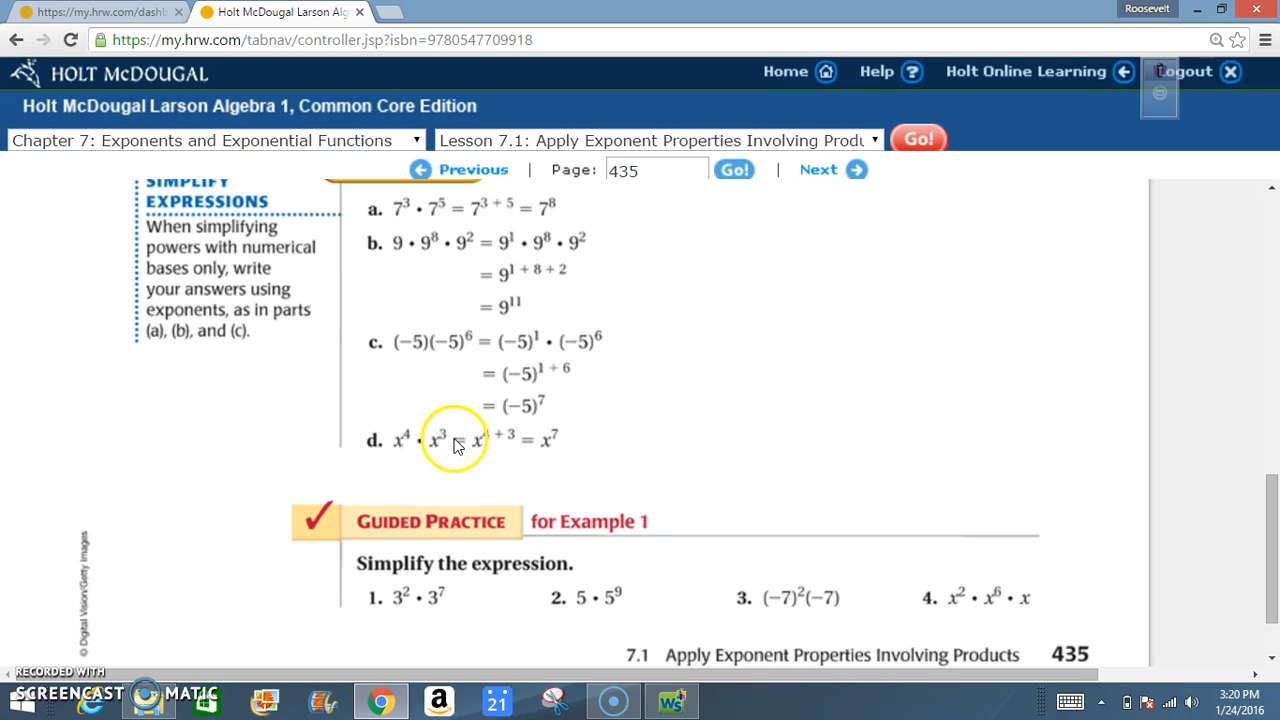 https://my.hrw.com/dashb
Holt McDougal Larson Alg
Roosevelt
https://my.hrw.com/tabnav/controller.jsp?isbn=9780547709918
HOLT McDOUGAL
Home
Help ?
Holt Online Learning
Logout
Holt McDougal Larson Algebra 1, Common Core Edition
Chapter 7: Exponents and Exponential Functions
Lesson 7.1: Apply Exponent Properties Involving Produ
Go!
Previous | Page: 435 Go! | Next
SIMPLIFY
EXPRESSIONS
When simplifying
powers with numerical
bases only, write
your answers using
exponents, as in parts
(a), (b), and (c).
a. 7³ • 7⁵ = 7³ ⁺ ⁵ = 7⁸
b. 9 • 9⁸ • 9² = 9¹ • 9⁸ • 9²
= 9¹ ⁺ ⁸ ⁺ ²
= 9¹¹
c. (−5)(−5)⁶ = (−5)¹ • (−5)⁶
= (−5)¹ ⁺ ⁶
= (−5)⁷
d. x⁴ • x³ = x⁴ ⁺ ³ = x⁷
GUIDED PRACTICE for Example 1
Simplify the expression.
1. 3² • 3⁷ 2. 5 • 5⁹ 3. (−7)²(−7) 4. x² • x⁶ • x
7.1 Apply Exponent Properties Involving Products 435
© Digital Vision/Getty Images
RECORDED WITH
SCREENCAST MATIC
a
21
WS
3:20 PM
1/24/2016